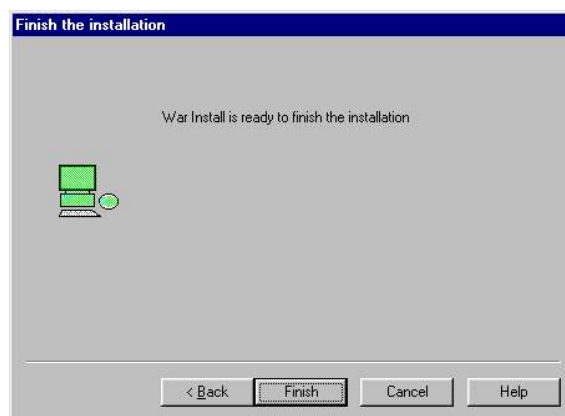 Finish the installation
War Install is ready to finish the installation
< Back Finish Cancel Help